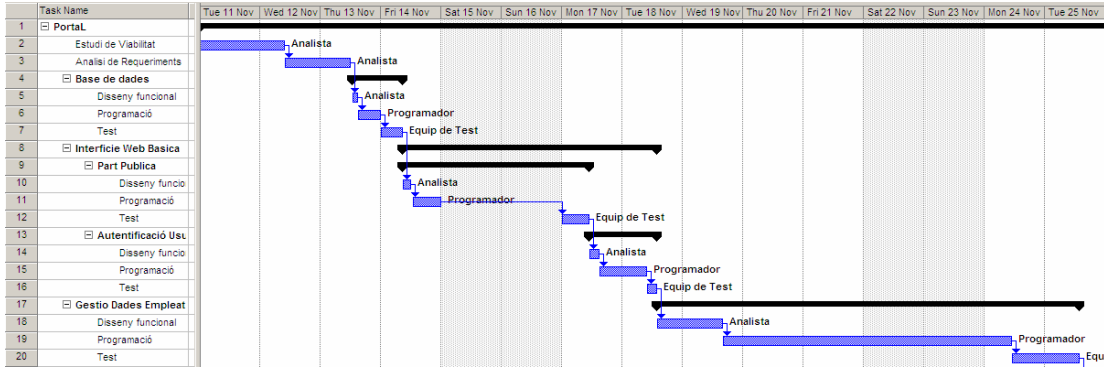 Task Name Tue 11 Nov Wed 12 Nov Thu 13 Nov Fri 14 Nov Sat 15 Nov Sun 16 Nov Mon 17 Nov Tue 18 Nov Wed 19 Nov Thu 20 Nov Fri 21 Nov Sat 22 Nov Sun 23 Nov Mon 24 Nov Tue 25 Nov
1 PortaL
2 Estudi de Viabilitat Analista
3 Analisi de Requeriments Analista
4 Base de dades
5 Disseny funcional Analista
6 Programació Programador
7 Test Equip de Test
8 Interficie Web Basica
9 Part Publica
10 Disseny funcio Analista
11 Programació Programador
12 Test Equip de Test
13 Autentificació Usu
14 Disseny funcio Analista
15 Programació Programador
16 Test Equip de Test
17 Gestio Dades Empleat
18 Disseny funcional Analista
19 Programació Programador
20 Test Equ